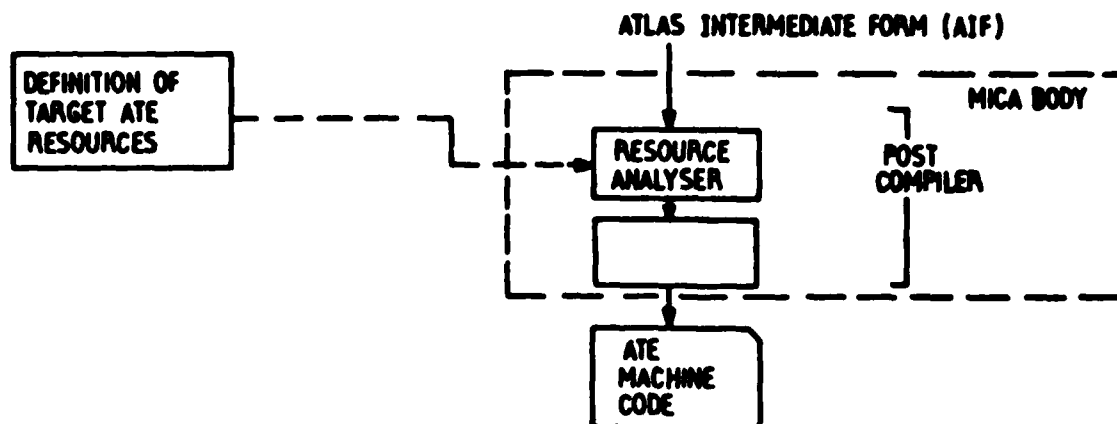 ATLAS INTERMEDIATE FORM (AIF)
DEFINITION OF
TARGET ATE
RESOURCES
MICA BODY
RESOURCE
ANALYSER
POST
COMPILER
ATE
MACHINE
CODE